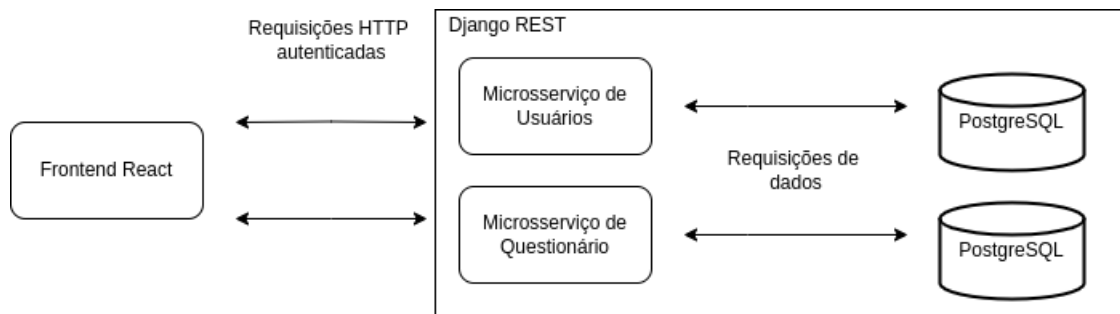 Requisições HTTP
autenticadas
Django REST
Microsserviço de
Usuários
PostgreSQL
Frontend React
Requisições de
dados
Microsserviço de
Questionário
PostgreSQL